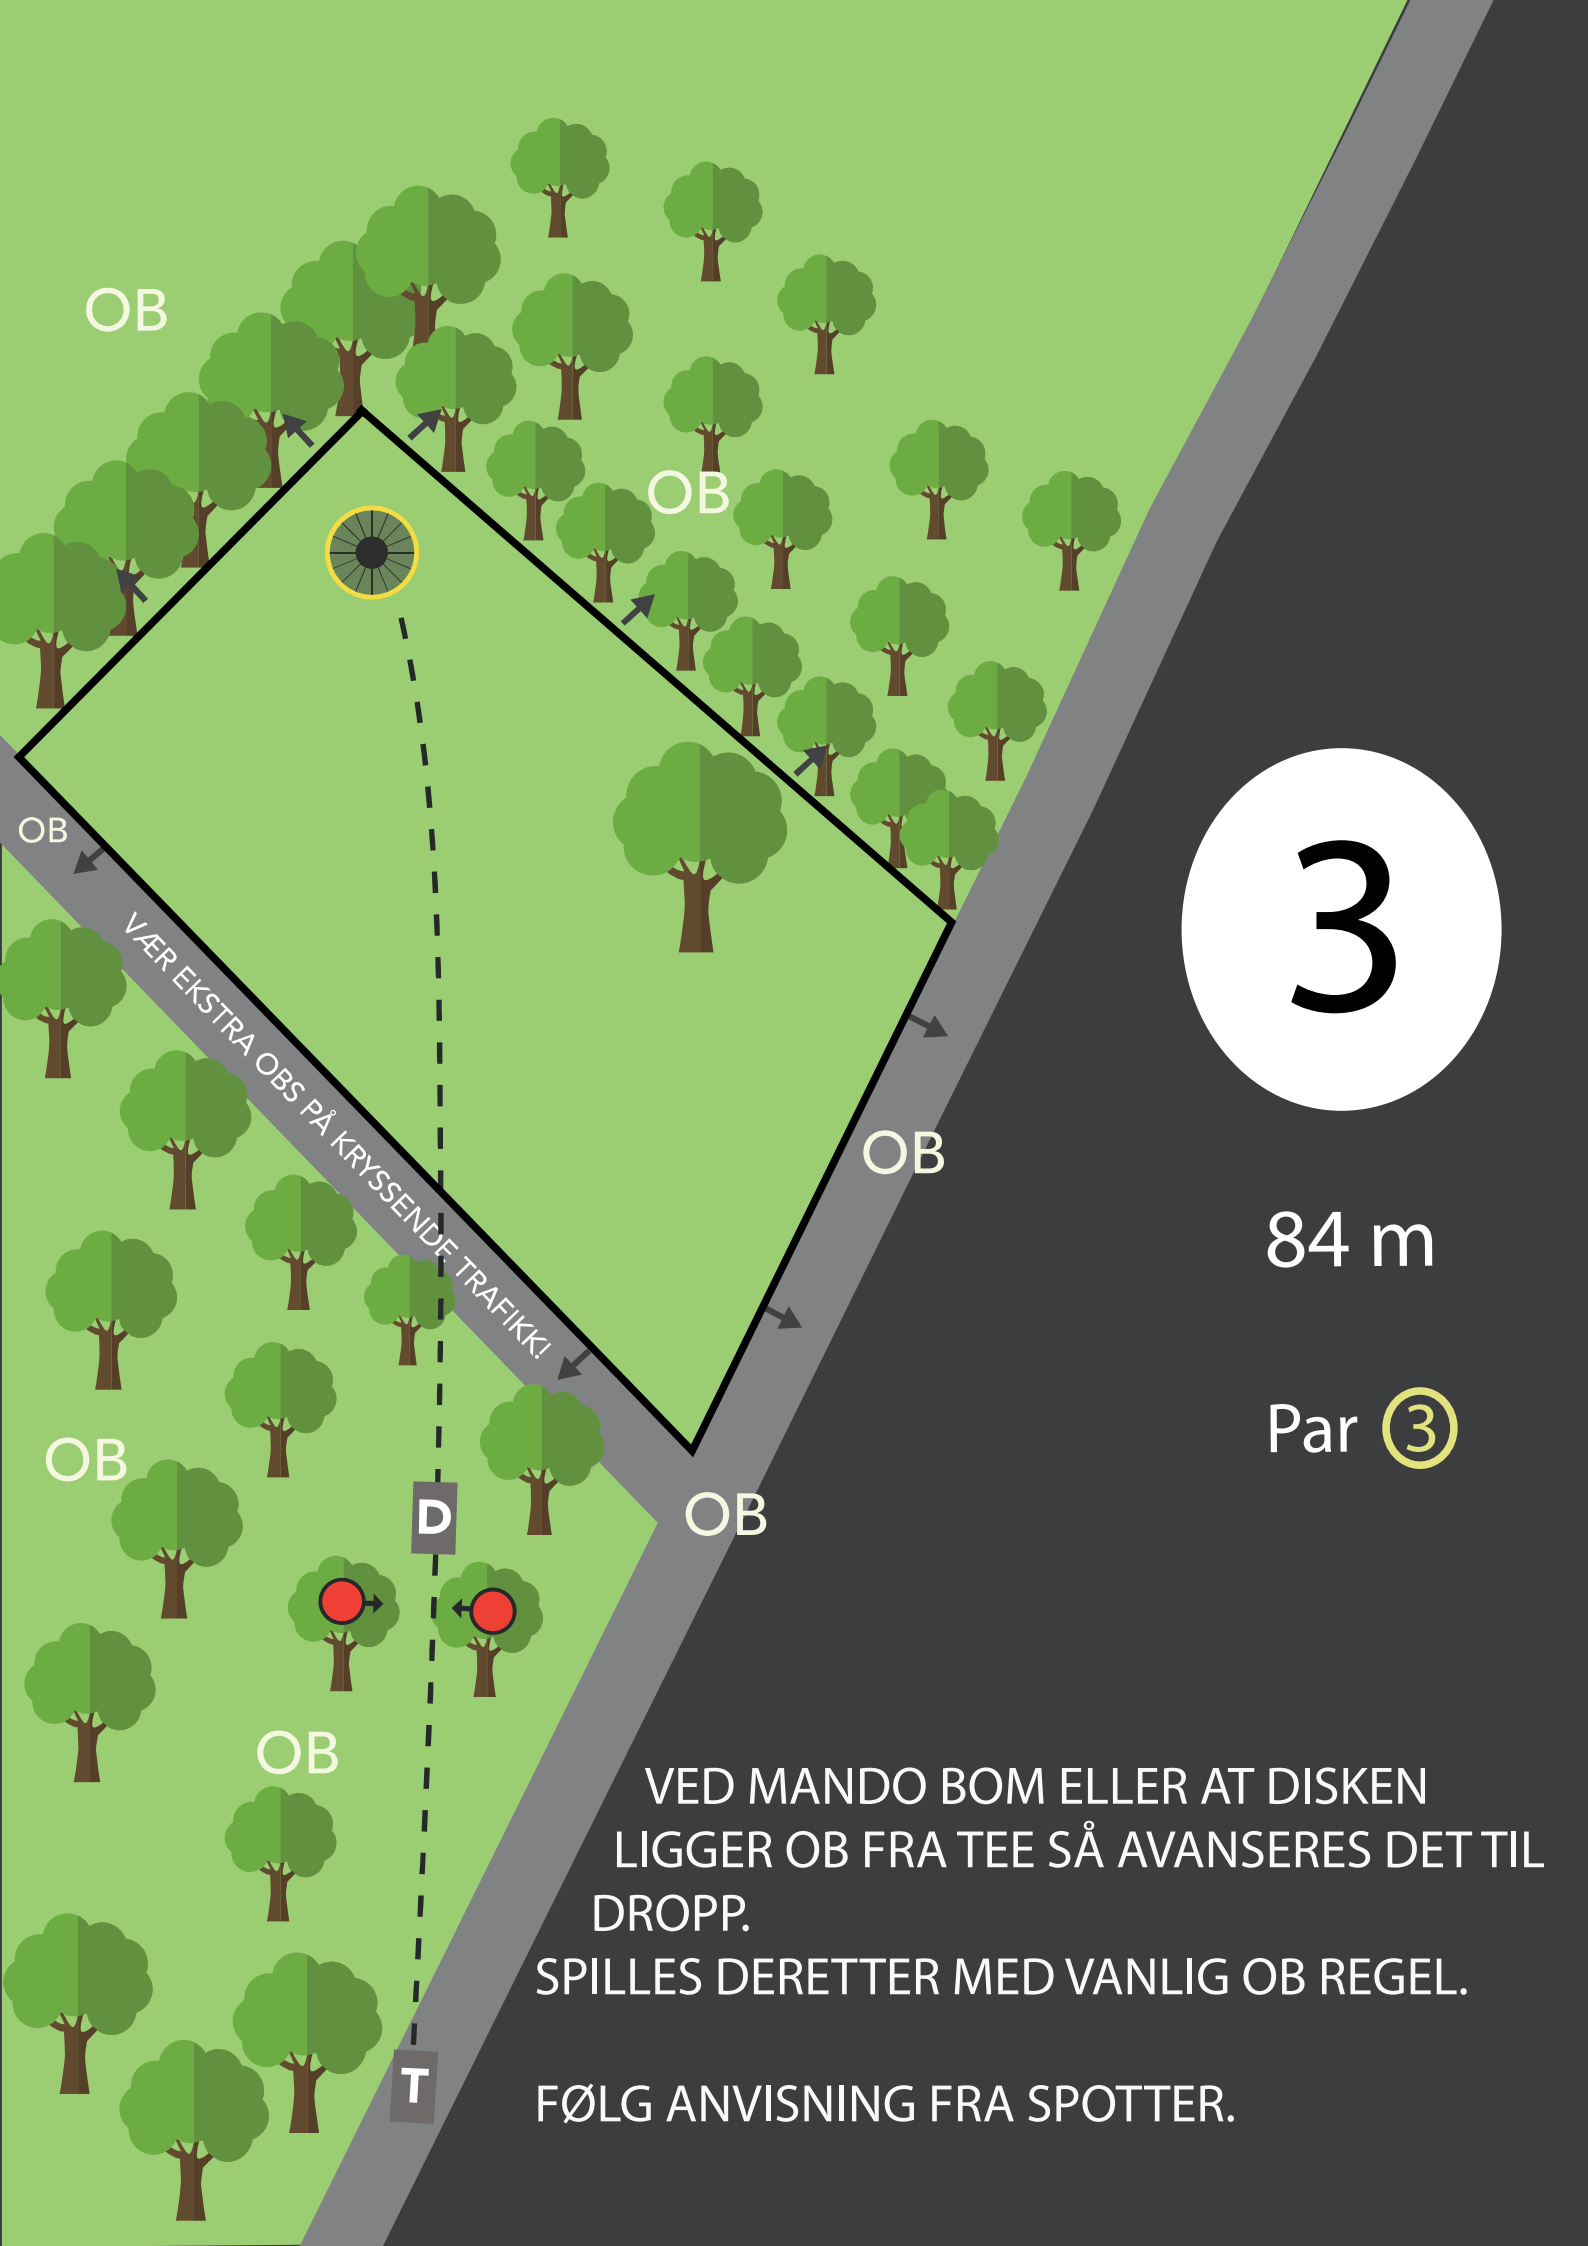 OB
OB
OB
VÆR EKSTRA OBS PÅ KRYSSENDE TRAFIKK!
3
OB
84 m
Par 3
OB
D
OB
OB
VED MANDO BOM ELLER AT DISKEN
LIGGER OB FRA TEE SÅ AVANSERES DET TIL
DROPP.
SPILLES DERETTER MED VANLIG OB REGEL.
T
FØLG ANVISNING FRA SPOTTER.